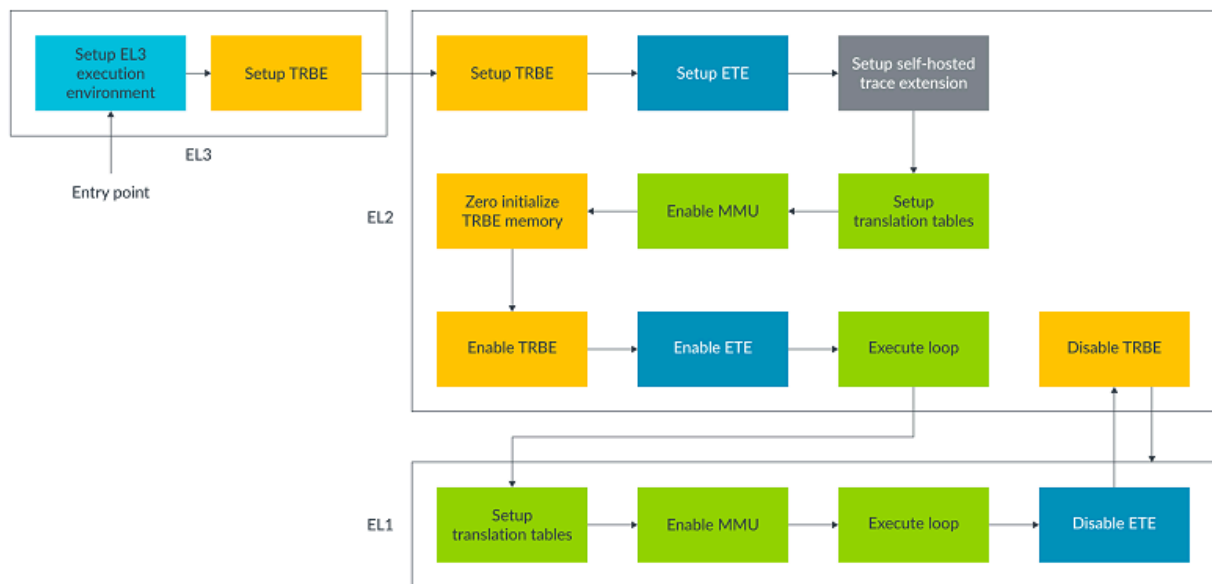 Setup EL3
execution
environment
Setup TRBE
EL3
Entry point
Setup TRBE
Setup ETE
Setup self-hosted
trace extension
EL2
Zero initialize
TRBE memory
Enable MMU
Setup
translation tables
Enable TRBE
Enable ETE
Execute loop
Disable TRBE
EL1
Setup
translation tables
Enable MMU
Execute loop
Disable ETE